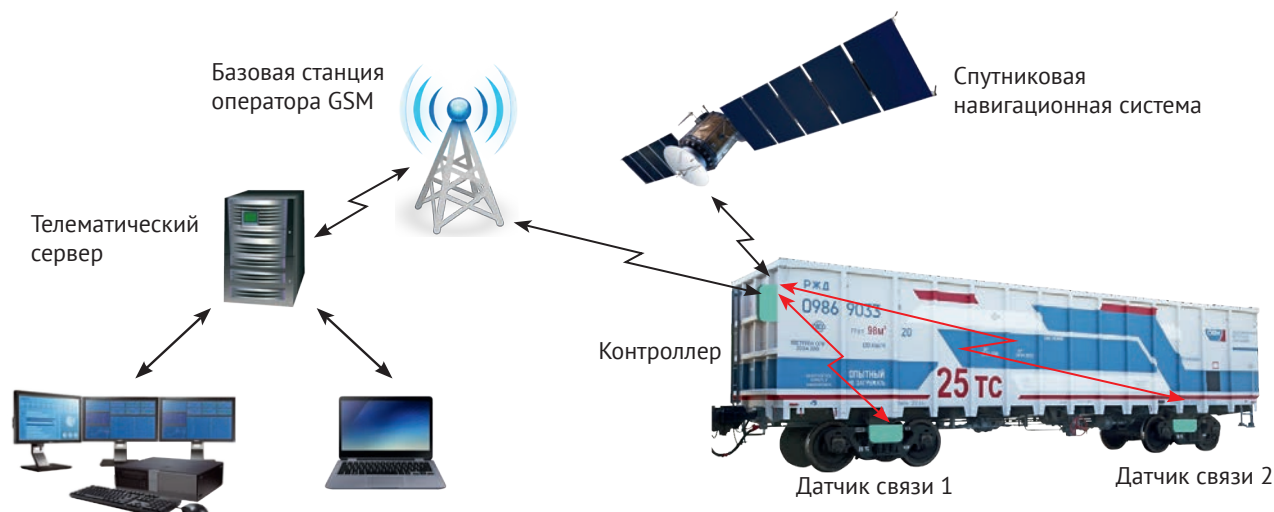 Базовая станция
оператора GSM
Спутниковая
навигационная система
Телематический
сервер
Контроллер
РЖД
0986 9033
98м³
20
ОПЫТНЫЙ
25 ТС
Датчик связи 1
Датчик связи 2